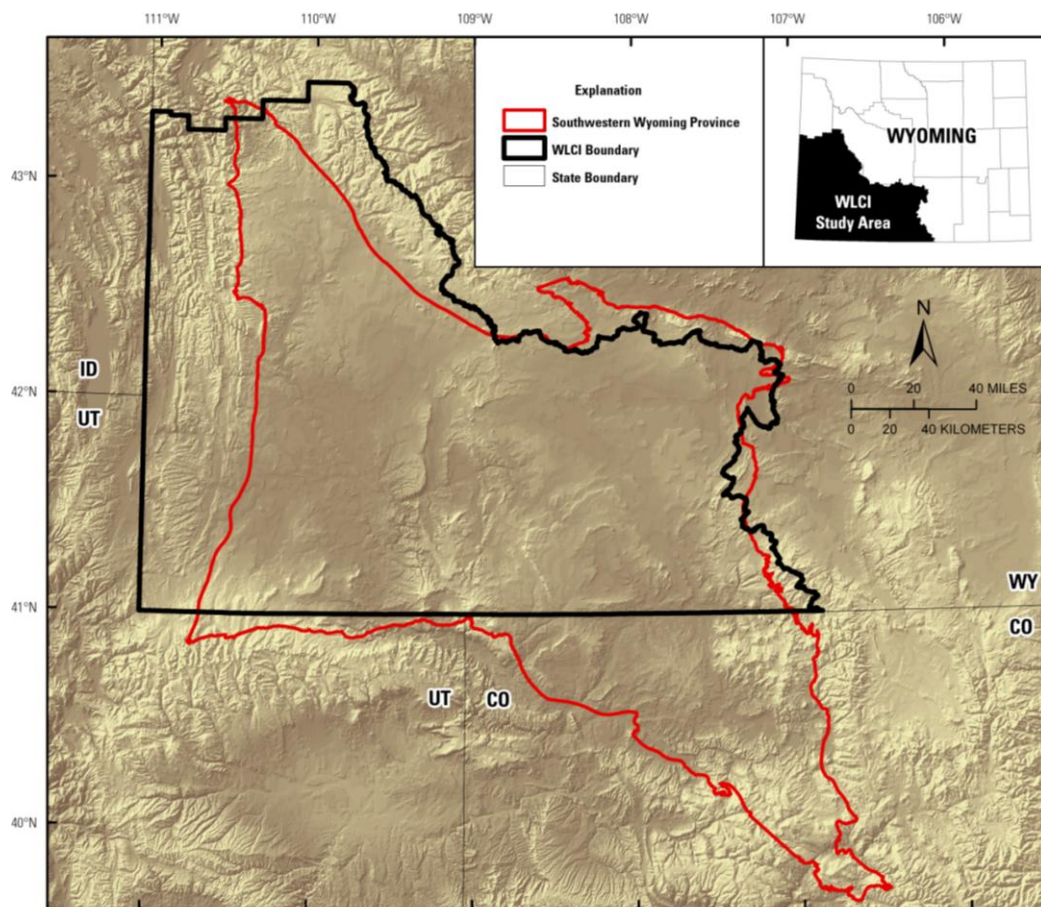 111°W 110°W 109°W 108°W 107°W 106°W
Explanation
Southwestern Wyoming Province
WLCI Boundary
State Boundary
WYOMING
WLCI
Study Area
43°N
N
42°N
ID
UT
0 20 40 MILES
0 20 40 KILOMETERS
41°N
WY
CO
UT CO
40°N